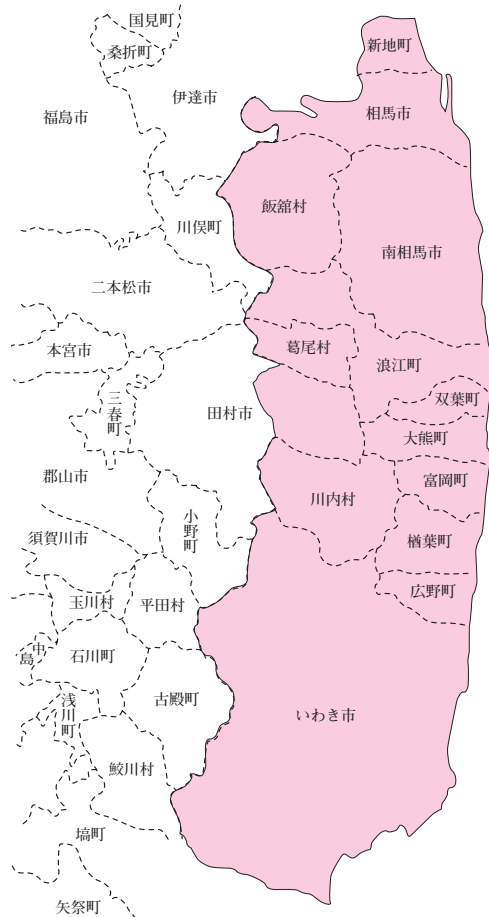 国見町
桑折町
新地町
伊達市
相馬市
福島市
飯舘村
川俣町
南相馬市
二本松市
葛尾村
本宮市
浪江町
双葉町
三春町
田村市
大熊町
郡山市
富岡町
川内村
小野町
須賀川市
楢葉町
広野町
玉川村
平田村
中島
石川町
浅川町
古殿町
いわき市
鮫川村
塙町
矢祭町